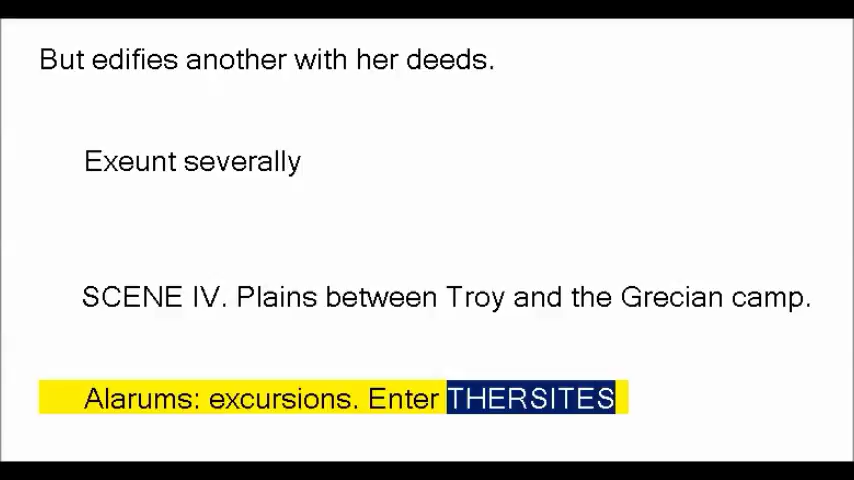 But edifies another with her deeds.
Exeunt severally
SCENE IV. Plains between Troy and the Grecian camp.
Alarums: excursions. Enter THERSITES